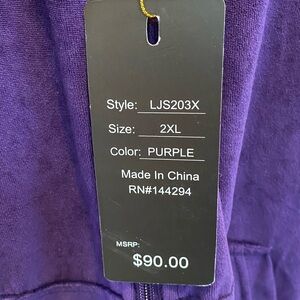 Style: LJS203X
Size: 2XL
Color: PURPLE
Made In China
RN#144294
MSRP:
$90.00